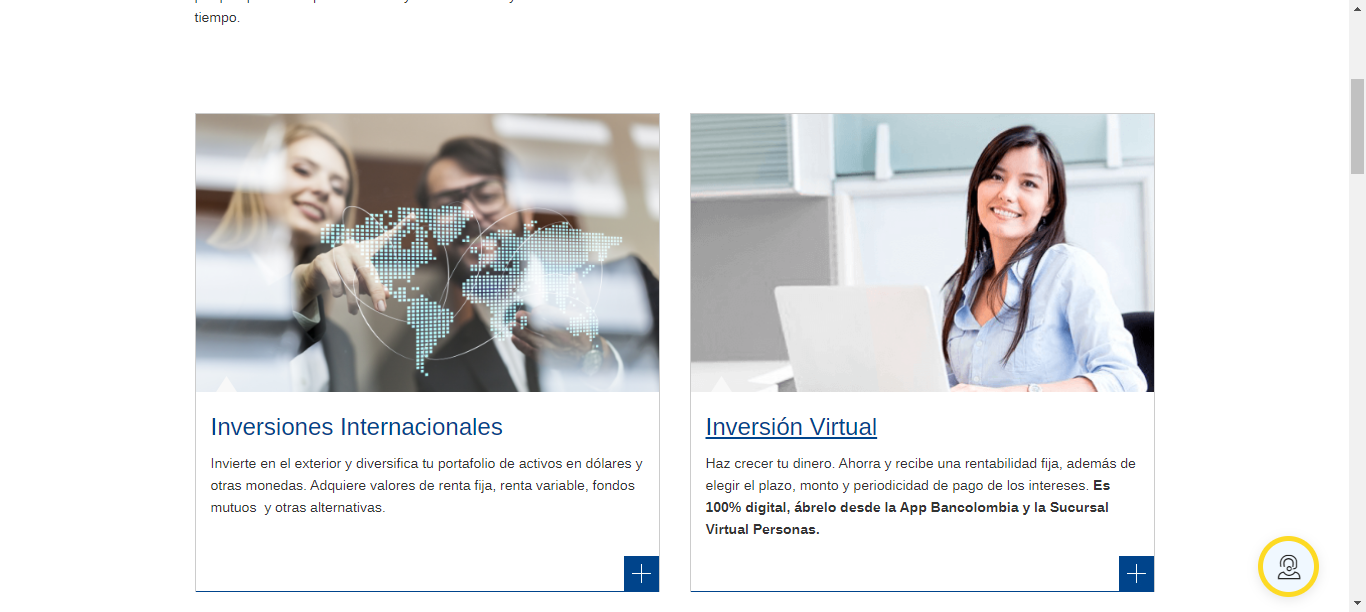 tiempo.
Inversiones Internacionales
Invierte en el exterior y diversifica tu portafolio de activos en dólares y
otras monedas. Adquiere valores de renta fija, renta variable, fondos
mutuos  y otras alternativas.
Inversión Virtual
Haz crecer tu dinero. Ahorra y recibe una rentabilidad fija, además de
elegir el plazo, monto y periodicidad de pago de los intereses. Es
100% digital, ábrelo desde la App Bancolombia y la Sucursal
Virtual Personas.